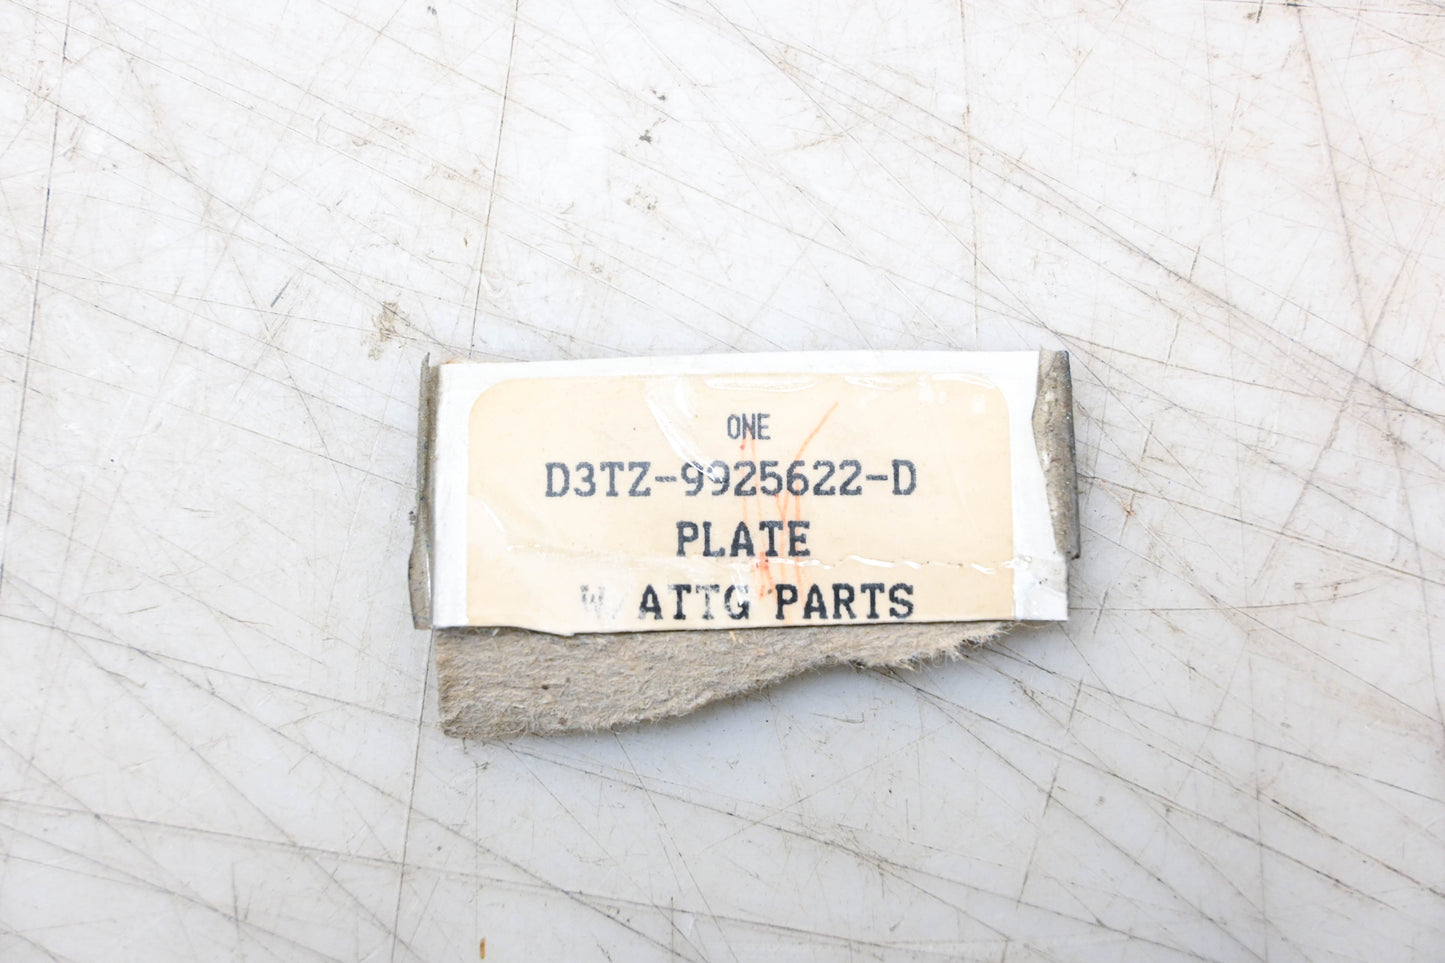 ONE
D3TZ-9925622-D
PLATE
W/ATTG PARTS